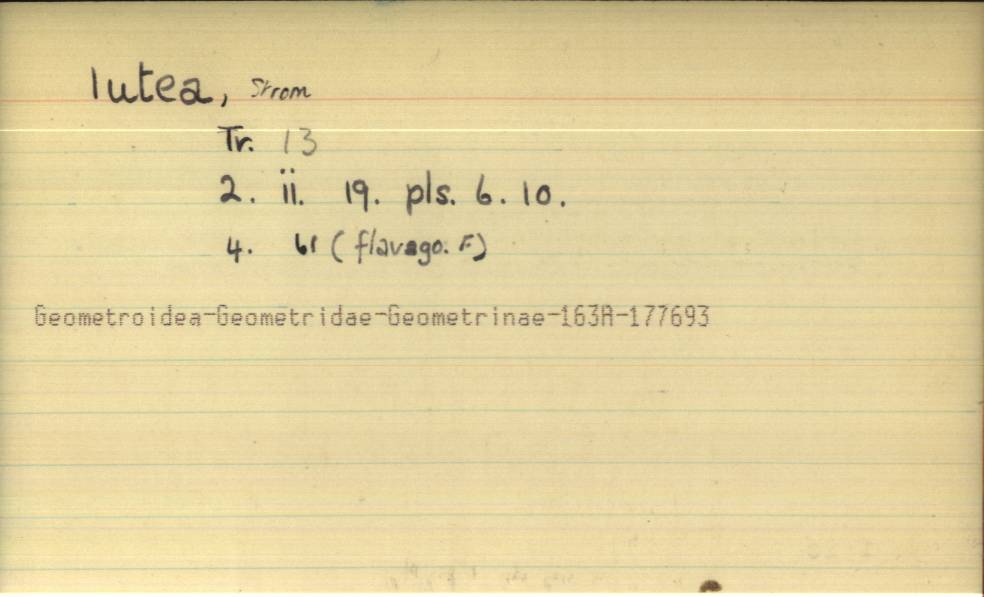 lutea, Strom
Tr. 13
2. ii. 19. pls. 6. 10.
4. 61 (flavago. F)
Geometroidea-Geometridae-Geometrinae-163A-177693